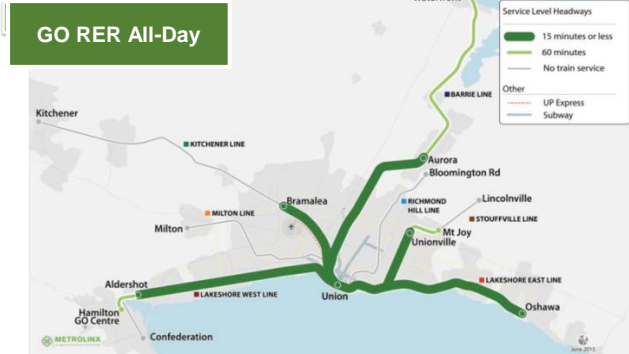 GO RER All-Day
Service Level Headways
15 minutes or less
60 minutes
No train service
Other
UP Express
Subway
BARRIE LINE
Kitchener
KITCHENER LINE
Aurora
Bloomington Rd
Bramalea
RICHMOND
HILL LINE
Lincolnville
MILTON LINE
STOUFFVILLE LINE
Milton
Mt Joy
Unionville
Aldershot
LAKESHORE EAST LINE
LAKESHORE WEST LINE
Union
Oshawa
Hamilton
GO Centre
METROLINX
Confederation
June 2015